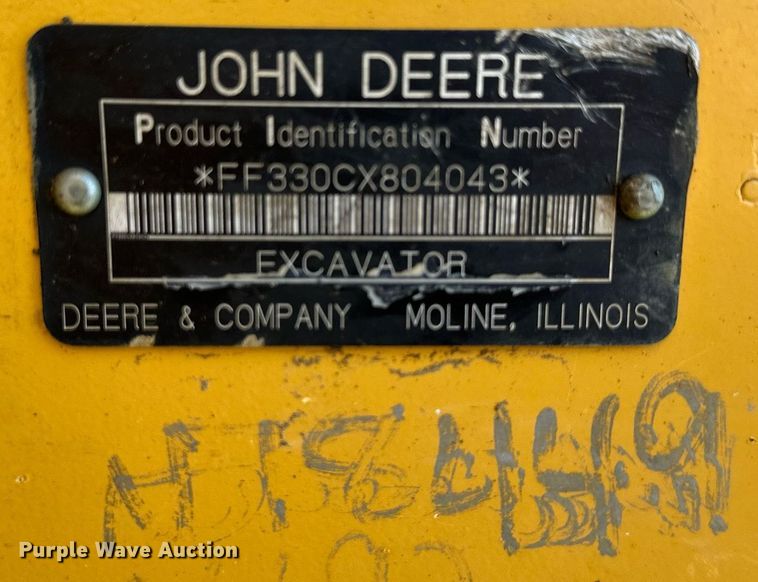 JOHN DEERE
Product Identification Number
*FF330CX804043*
EXCAVATOR
DEERE & COMPANY MOLINE, ILLINOIS
Purple Wave Auction